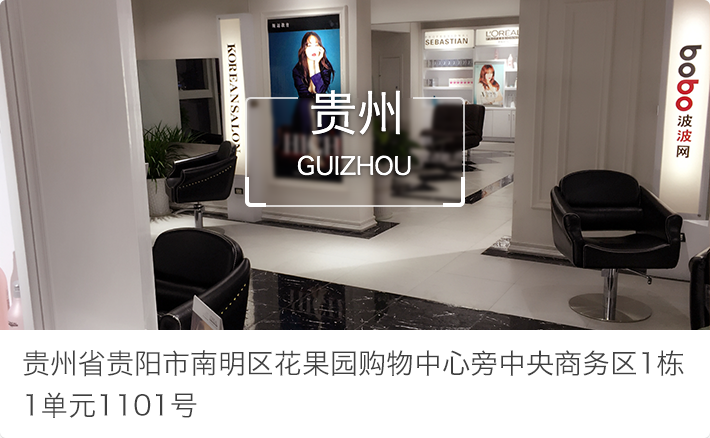 KOREAN SALON
SEBASTIAN
L'ORÉAL
bobo
波波网
贵州
GUIZHOU
贵州省贵阳市南明区花果园购物中心旁中央商务区1栋
1单元1101号